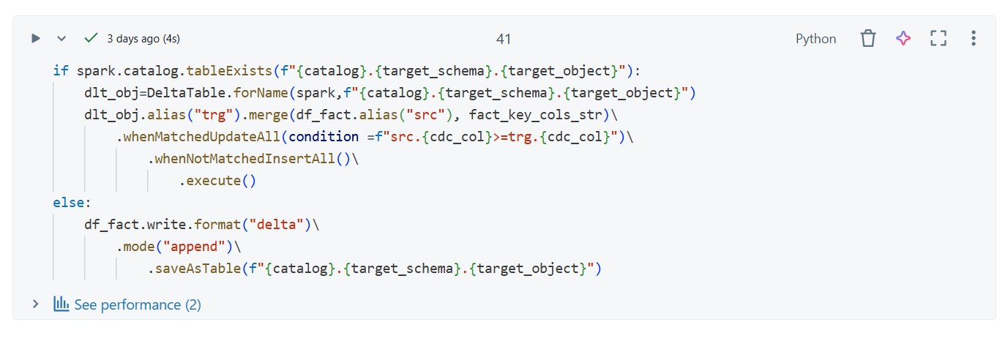 3 days ago (4s)
41
Python
if spark.catalog.tableExists(f"{catalog}.{target_schema}.{target_object}"):
    dlt_obj=DeltaTable.forName(spark,f"{catalog}.{target_schema}.{target_object}")
    dlt_obj.alias("trg").merge(df_fact.alias("src"), fact_key_cols_str)\
        .whenMatchedUpdateAll(condition =f"src.{cdc_col}>=trg.{cdc_col}")\
            .whenNotMatchedInsertAll()\
                .execute()
else:
    df_fact.write.format("delta")\
        .mode("append")\
            .saveAsTable(f"{catalog}.{target_schema}.{target_object}")
See performance (2)